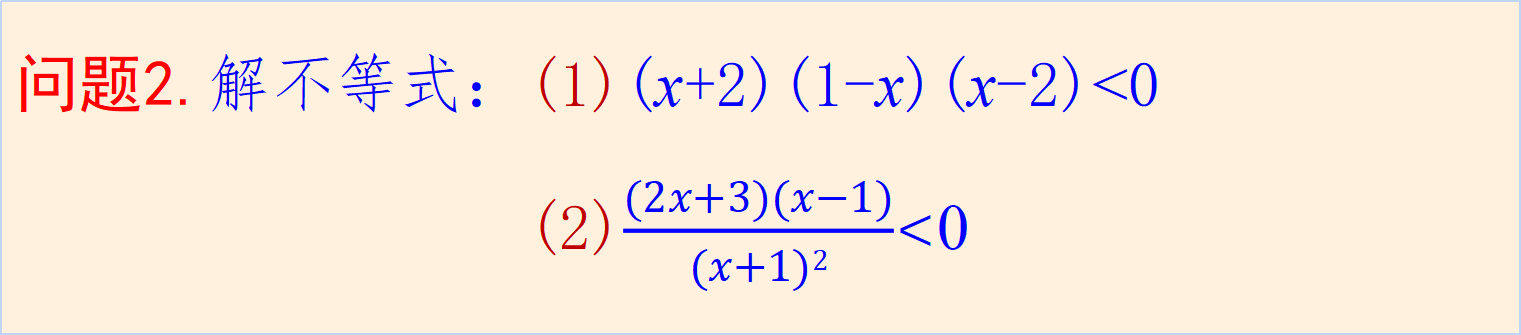 问题2.解不等式：(1)(x+2)(1-x)(x-2)<0
(2)\frac{(2x+3)(x-1)}{(x+1)^2}<0